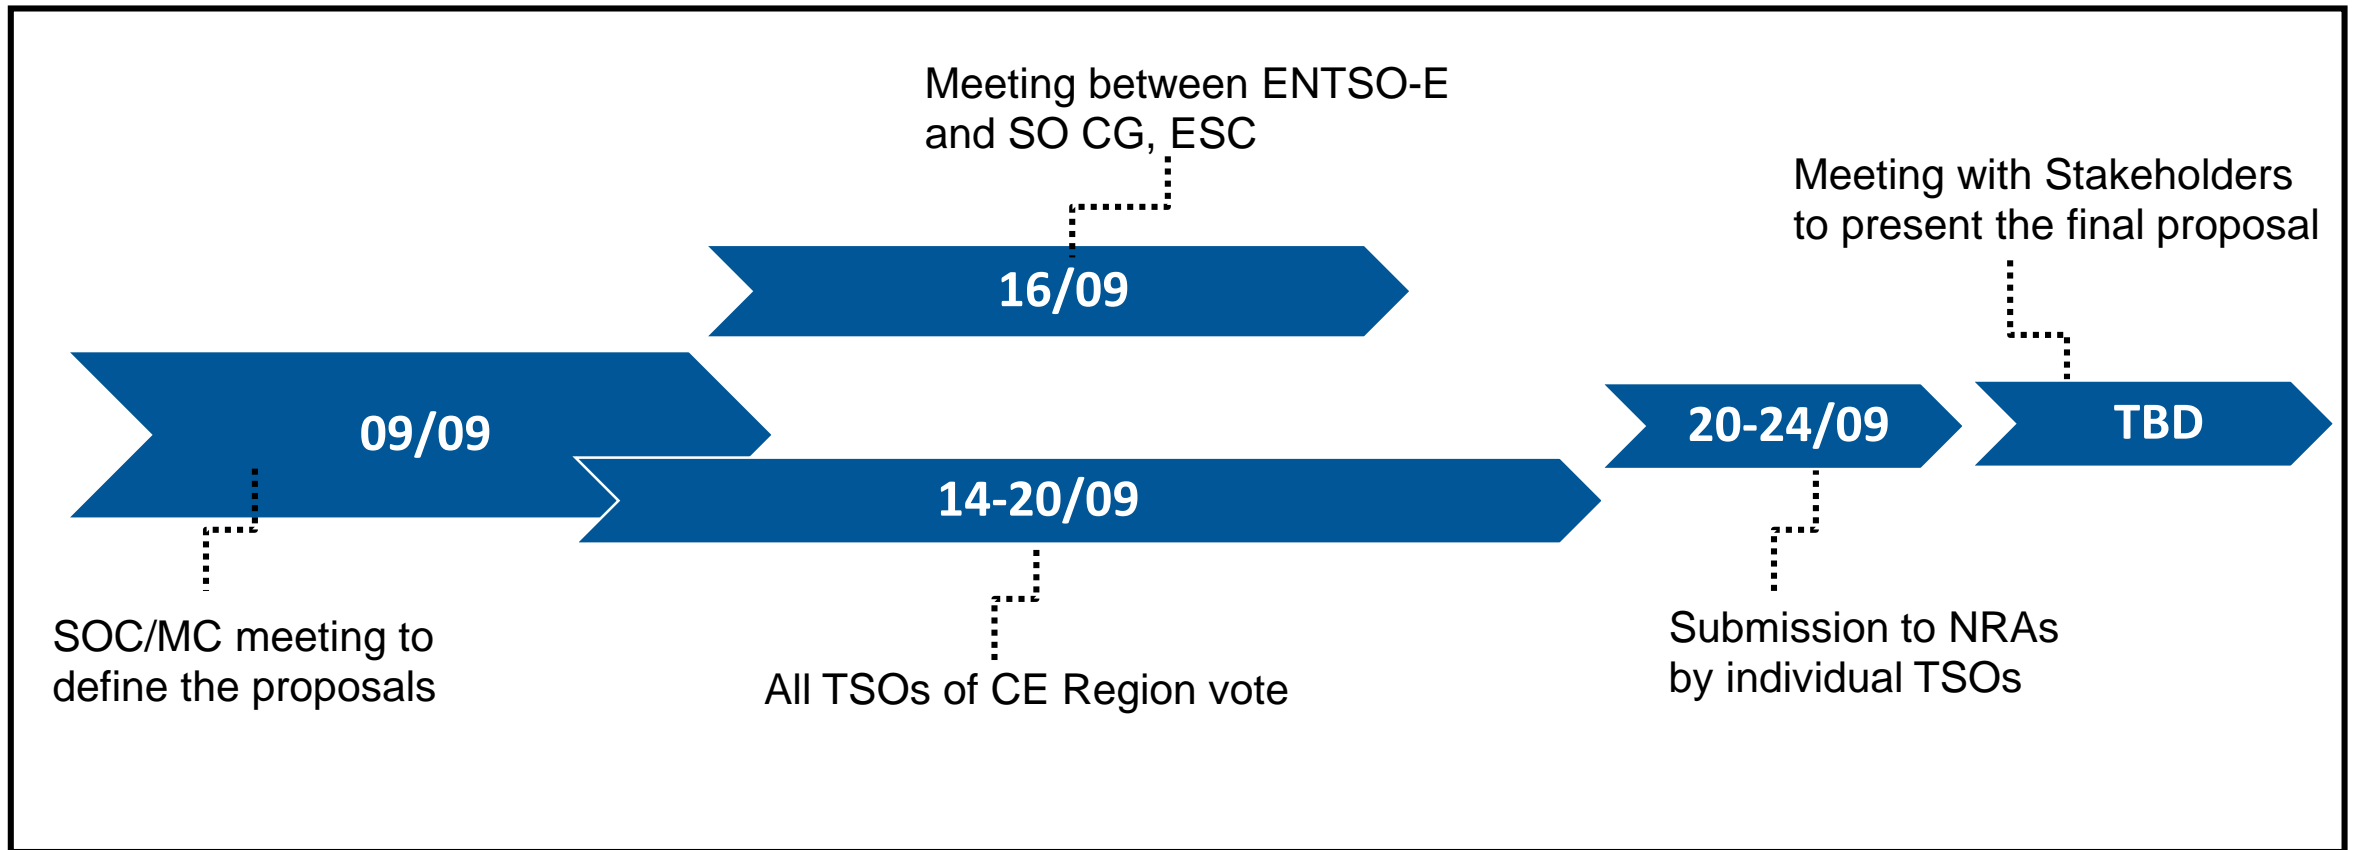 Meeting between ENTSO-E
and SO CG, ESC
Meeting with Stakeholders
to present the final proposal
16/09
09/09
20-24/09
TBD
14-20/09
SOC/MC meeting to
define the proposals
All TSOs of CE Region vote
Submission to NRAs
by individual TSOs